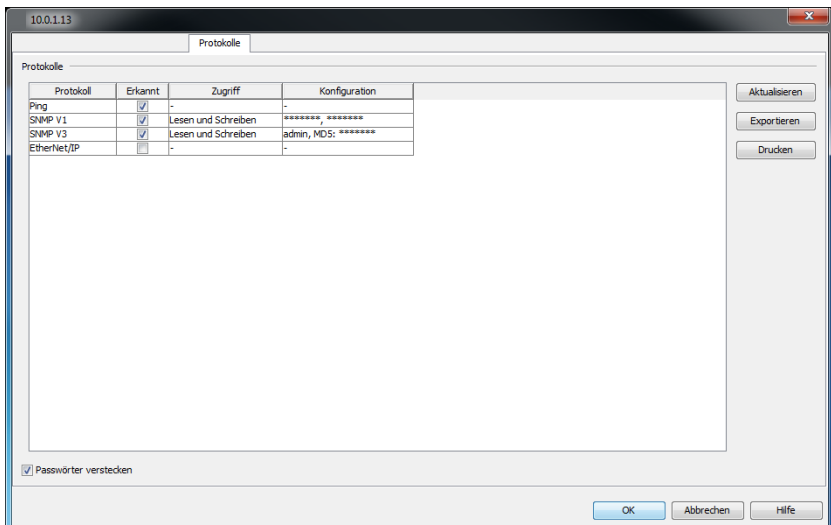 10.0.1.13
Protokolle
Protokolle
Protokoll Erkannt Zugriff Konfiguration
Ping - -
SNMP V1 Lesen und Schreiben *******, *******
SNMP V3 Lesen und Schreiben admin, MD5: *******
EtherNet/IP - -
Aktualisieren
Exportieren
Drucken
Passwörter verstecken
OK Abbrechen Hilfe